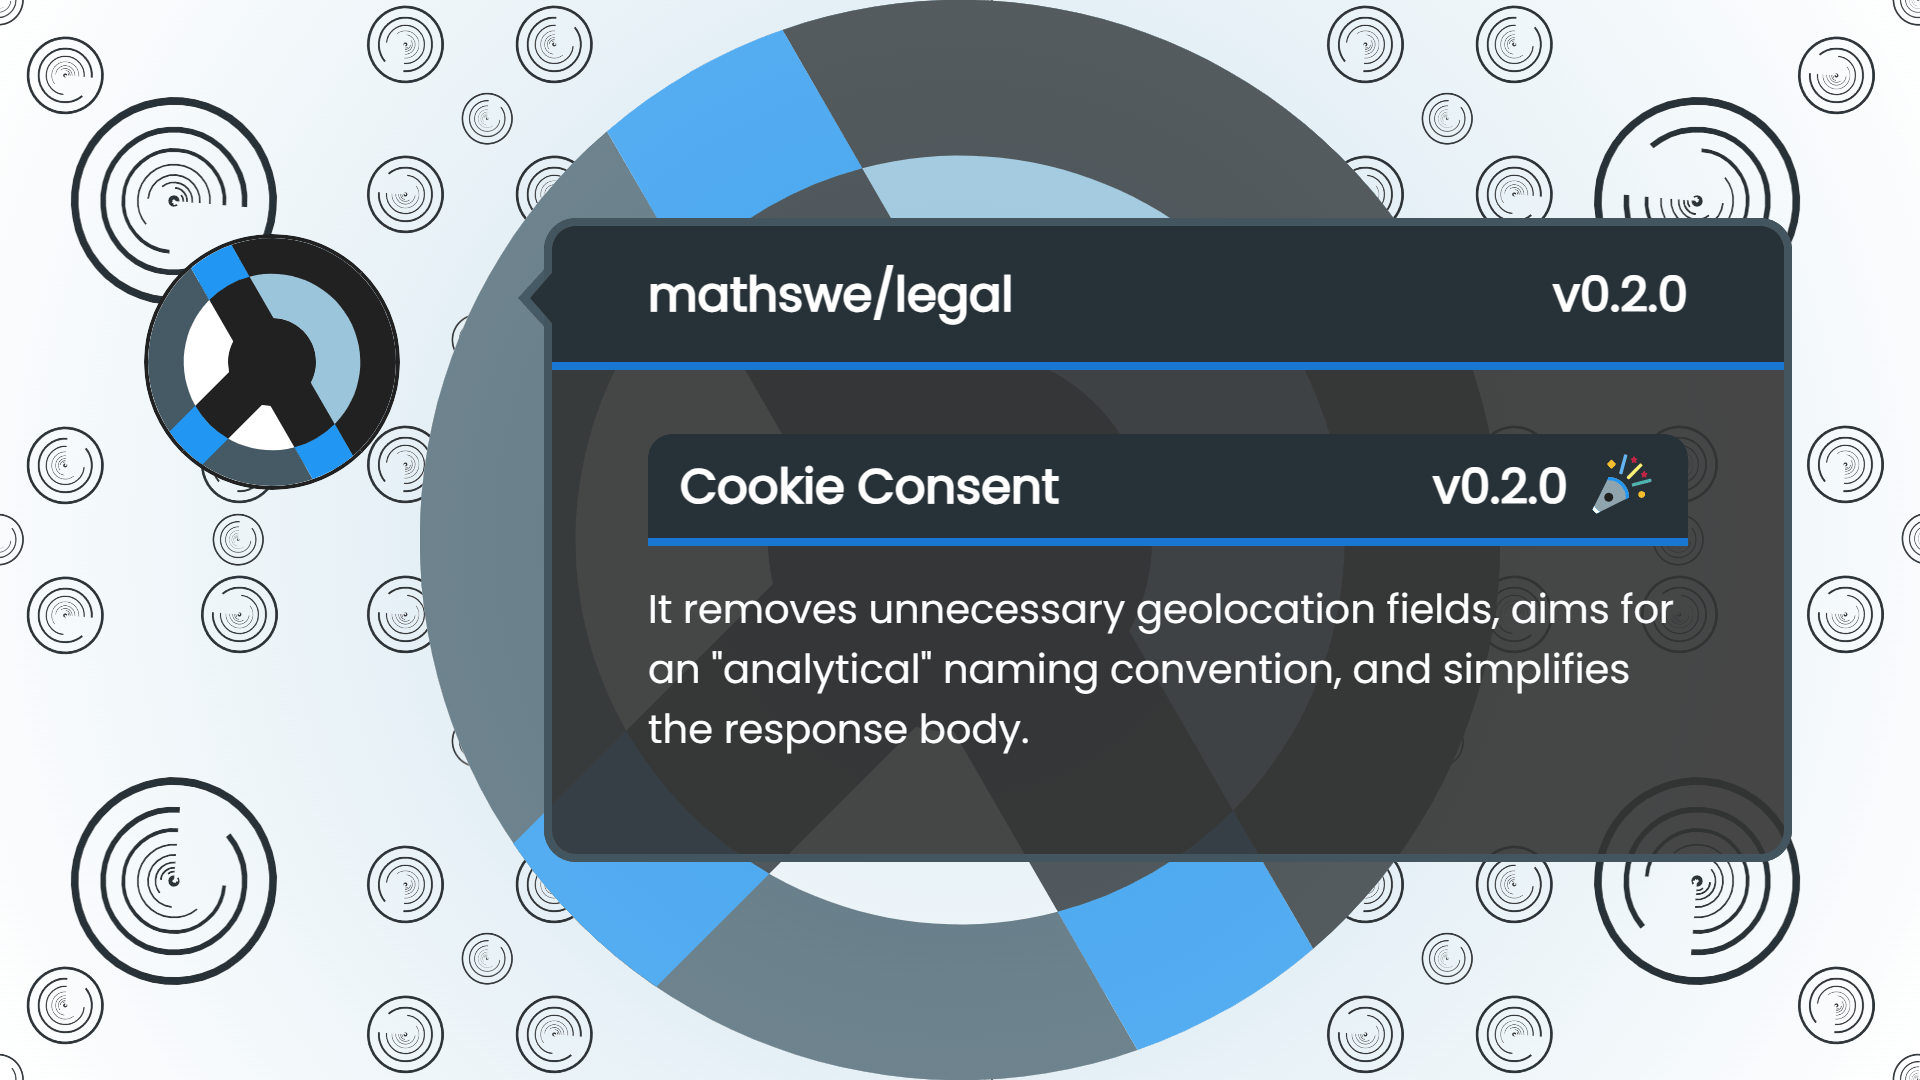 mathswe/legal v0.2.0
Cookie Consent v0.2.0
It removes unnecessary geolocation fields, aims for
an "analytical" naming convention, and simplifies
the response body.